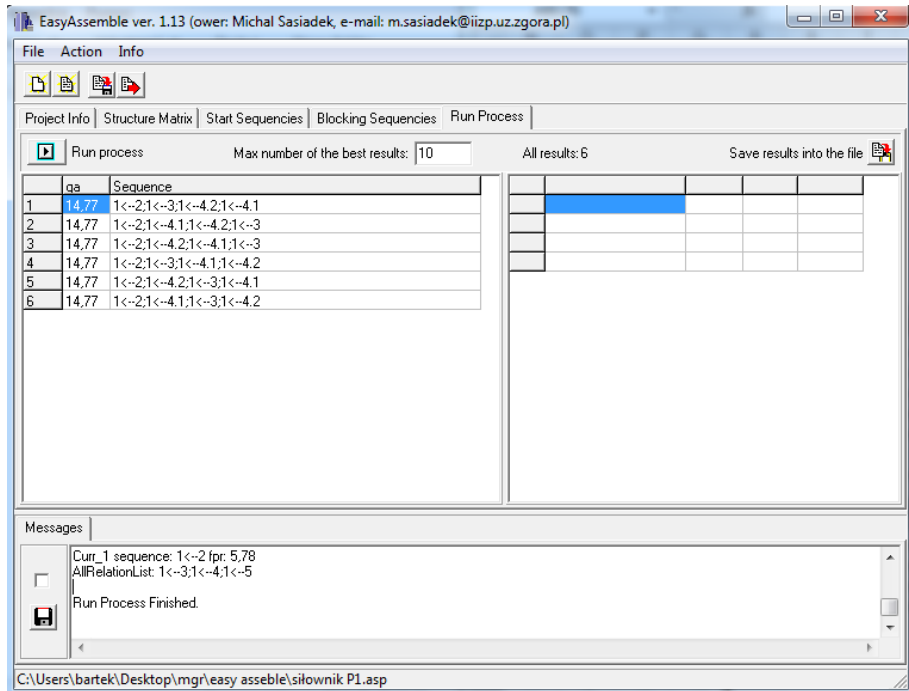 EasyAssemble ver. 1.13 (ower: Michal Sasiadek, e-mail: m.sasiadek@iizp.uz.zgora.pl)
File Action Info
Project Info Structure Matrix Start Sequencies Blocking Sequencies Run Process
Run process Max number of the best results: 10 All results: 6 Save results into the file
qa Sequence
1 14,77 1<--2;1<--3;1<--4.2;1<--4.1
2 14,77 1<--2;1<--4.1;1<--4.2;1<--3
3 14,77 1<--2;1<--4.2;1<--4.1;1<--3
4 14,77 1<--2;1<--3;1<--4.1;1<--4.2
5 14,77 1<--2;1<--4.2;1<--3;1<--4.1
6 14,77 1<--2;1<--4.1;1<--3;1<--4.2
Messages
Curr_1 sequence: 1<--2 fpr: 5,78
AllRelationList: 1<--3;1<--4;1<--5
Run Process Finished.
C:\Users\bartek\Desktop\mgr\easy asseble\siłownik P1.asp